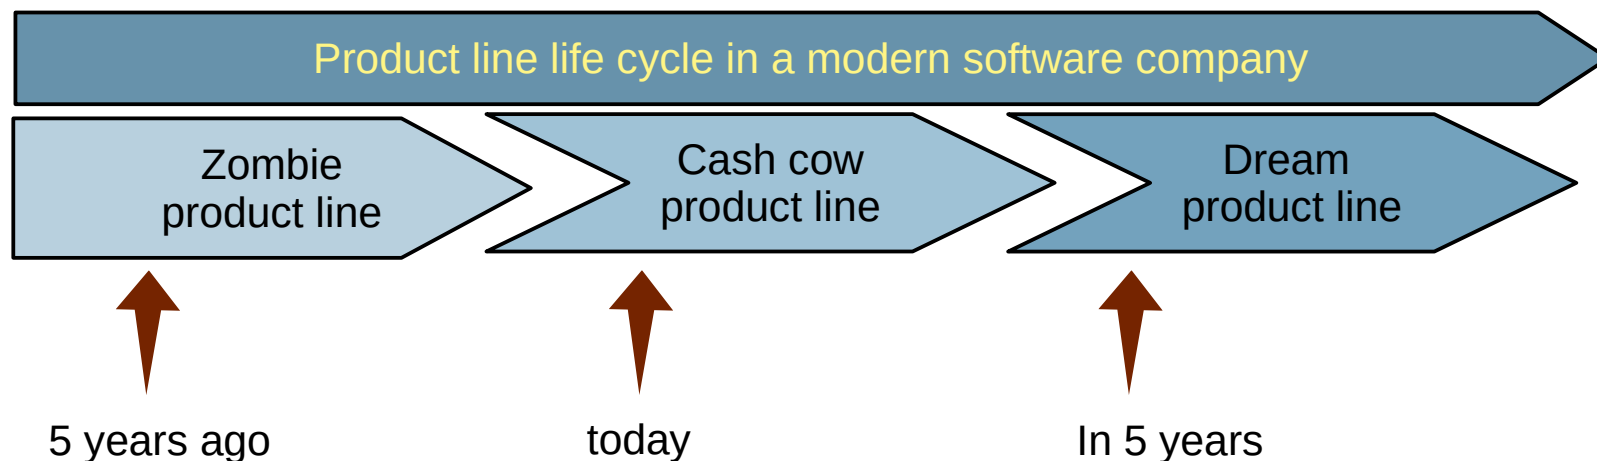 Product line life cycle in a modern software company
Zombie
product line
Cash cow
product line
Dream
product line
5 years ago
today
In 5 years